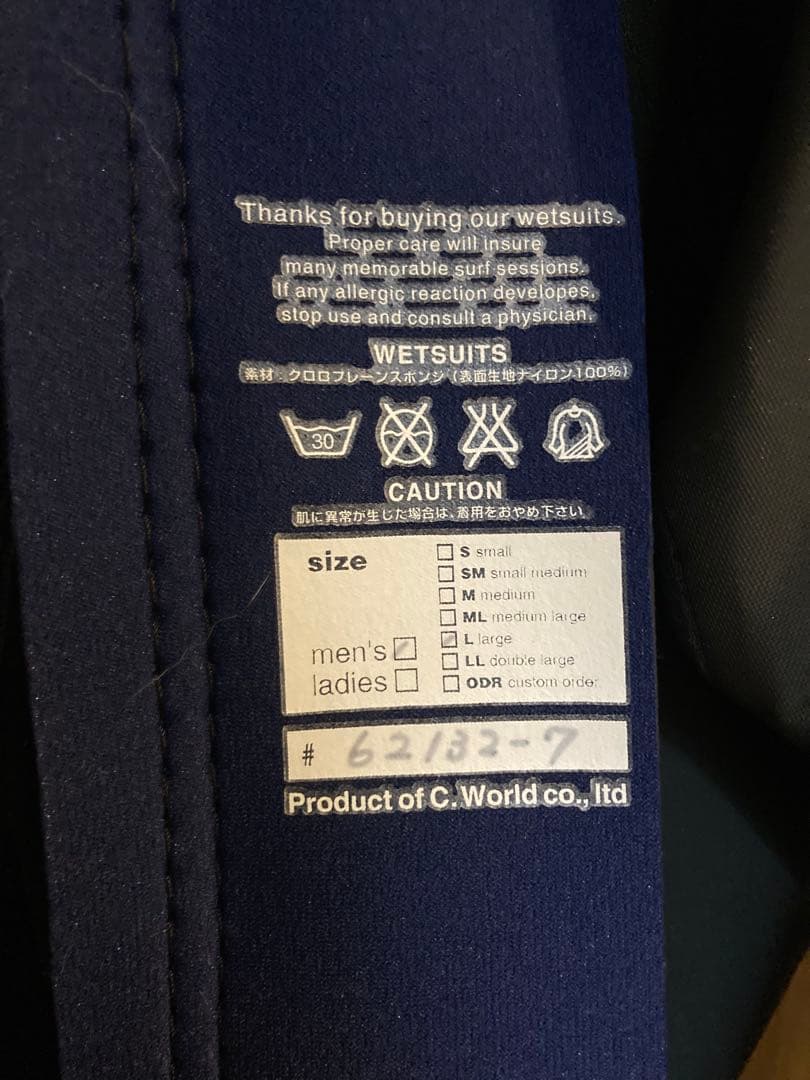 Thanks for buying our wetsuits.
Proper care will insure
many memorable surf sessions.
If any allergic reaction developes,
stop use and consult a physician.
WETSUITS
素材：クロロプレーンスポンジ（表面生地ナイロン100%）
30
CAUTION
肌に異常が生じた場合は、着用をおやめ下さい
size
S small
SM small medium
M medium
ML medium large
L large
LL double large
ODR custom order
men's
ladies
# 62132-7
Product of C.World co., ltd